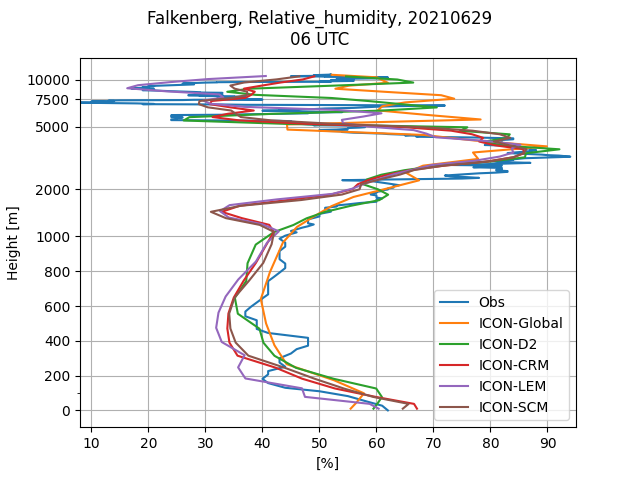 Falkenberg, Relative_humidity, 20210629
06 UTC
10000
7500
5000
2000
1000
800
600
400
200
0
Height [m]
10 20 30 40 50 60 70 80 90
[%]
Obs
ICON-Global
ICON-D2
ICON-CRM
ICON-LEM
ICON-SCM